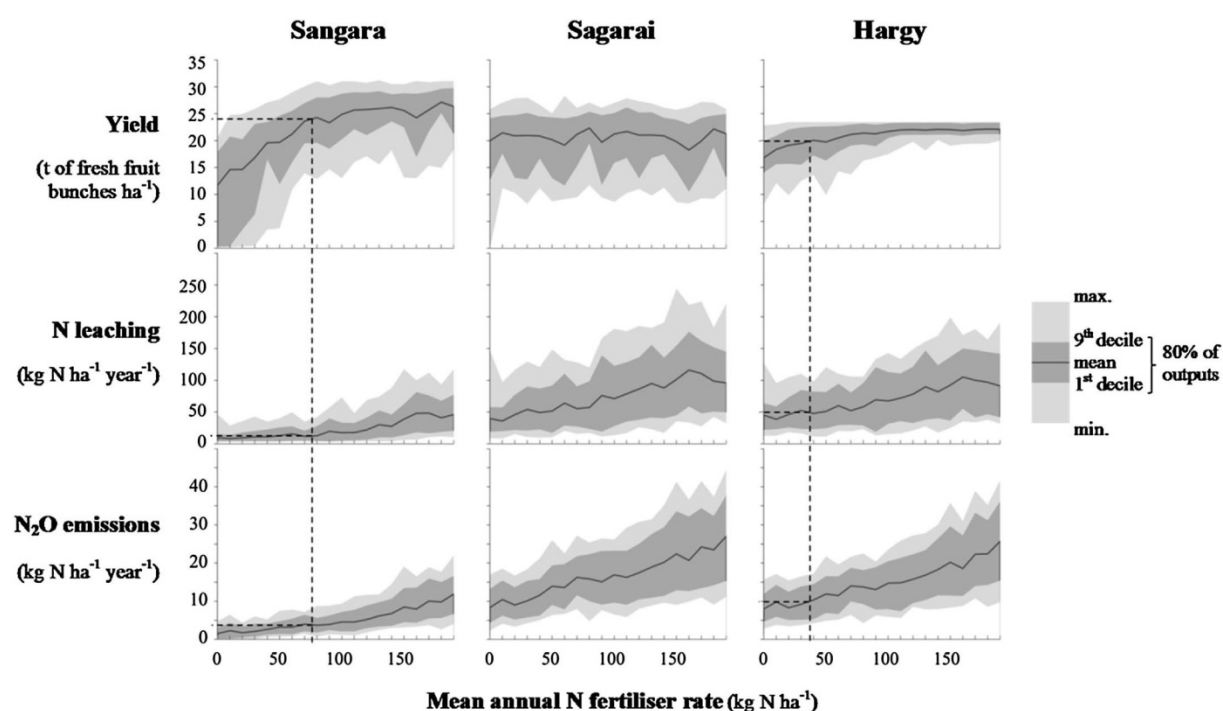 Sangara
Sagarai
Hargy
Yield
(t of fresh fruit
bunches ha⁻¹)
35
30
25
20
15
10
5
0
N leaching
(kg N ha⁻¹ year⁻¹)
250
200
150
100
50
0
max.
9th decile
mean
1st decile
min.
80% of
outputs
N₂O emissions
(kg N ha⁻¹ year⁻¹)
40
30
20
10
0
0 50 100 150
0 50 100 150
0 50 100 150
Mean annual N fertiliser rate (kg N ha⁻¹)